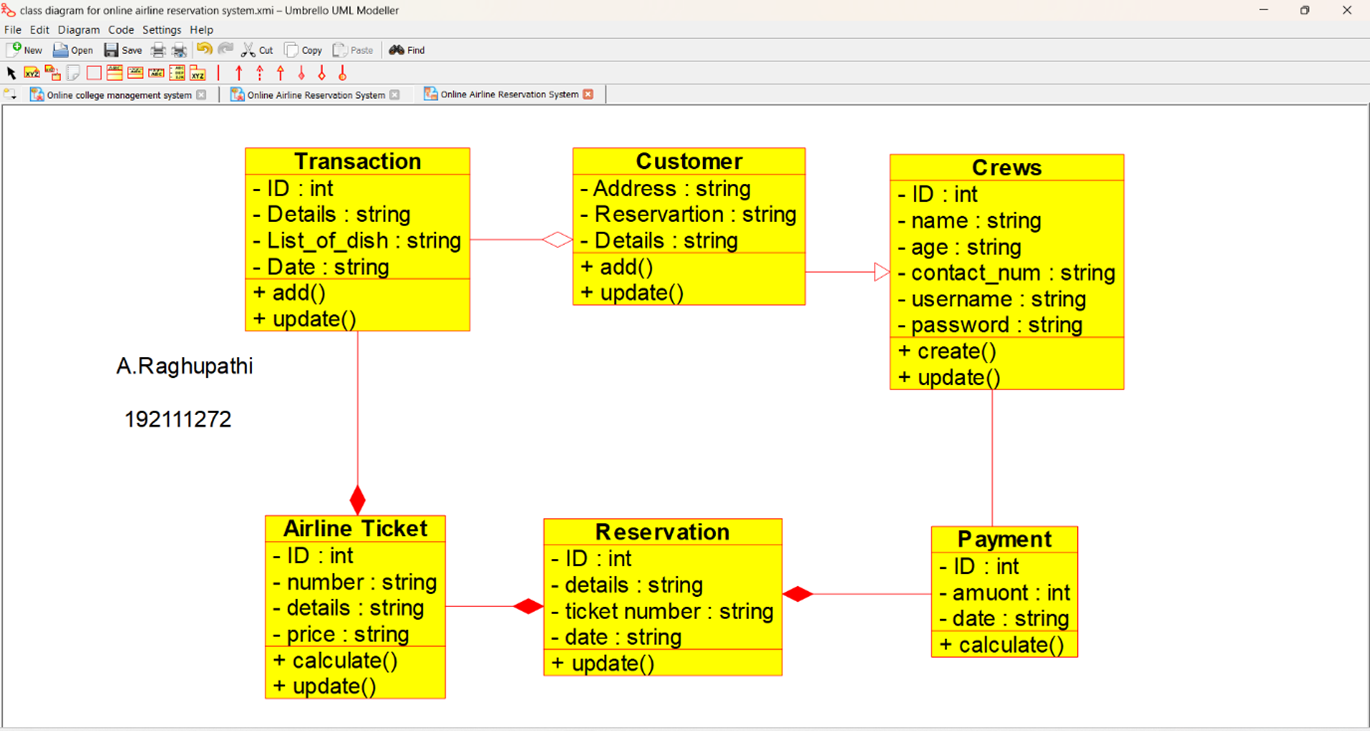 class diagram for online airline reservation system.xmi – Umbrello UML Modeller
File Edit Diagram Code Settings Help
New Open Save Cut Copy Paste Find
Online college management system Online Airline Reservation System Online Airline Reservation System
Transaction
- ID : int
- Details : string
- List_of_dish : string
- Date : string
+ add()
+ update()
Customer
- Address : string
- Reservartion : string
- Details : string
+ add()
+ update()
Crews
- ID : int
- name : string
- age : string
- contact_num : string
- username : string
- password : string
+ create()
+ update()
A.Raghupathi
192111272
Airline Ticket
- ID : int
- number : string
- details : string
- price : string
+ calculate()
+ update()
Reservation
- ID : int
- details : string
- ticket number : string
- date : string
+ update()
Payment
- ID : int
- amuont : int
- date : string
+ calculate()